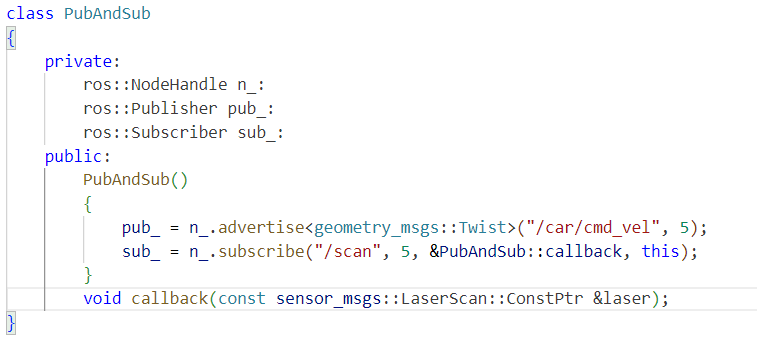 class PubAndSub
{
    private:
        ros::NodeHandle n_:
        ros::Publisher pub_:
        ros::Subscriber sub_:
    public:
        PubAndSub()
        {
            pub_ = n_.advertise<geometry_msgs::Twist>("/car/cmd_vel", 5);
            sub_ = n_.subscribe("/scan", 5, &PubAndSub::callback, this);
        }
        void callback(const sensor_msgs::LaserScan::ConstPtr &laser);
}